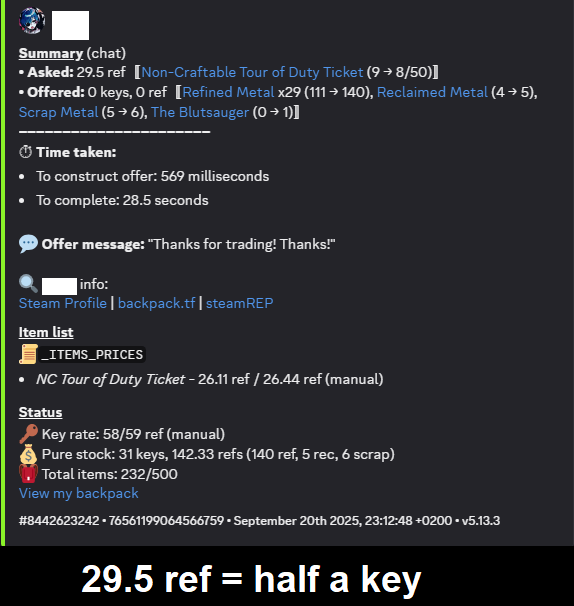 Summary (chat)
• Asked: 29.5 ref 〚Non-Craftable Tour of Duty Ticket (9 → 8/50)〛
• Offered: 0 keys, 0 ref 〚Refined Metal x29 (111 → 140), Reclaimed Metal (4 → 5),
Scrap Metal (5 → 6), The Blutsauger (0 → 1)〛
–––––––––––––––––––––
⏱ Time taken:
• To construct offer: 569 milliseconds
• To complete: 28.5 seconds
💬 Offer message: "Thanks for trading! Thanks!"
🔍 info:
Steam Profile | backpack.tf | steamREP
Item list
📜_ITEMS_PRICES
• NC Tour of Duty Ticket - 26.11 ref / 26.44 ref (manual)
Status
🔑 Key rate: 58/59 ref (manual)
💰 Pure stock: 31 keys, 142.33 refs (140 ref, 5 rec, 6 scrap)
🎒 Total items: 232/500
View my backpack
#8442623242 • 76561199064566759 • September 20th 2025, 23:12:48 +0200 • v5.13.3
29.5 ref = half a key